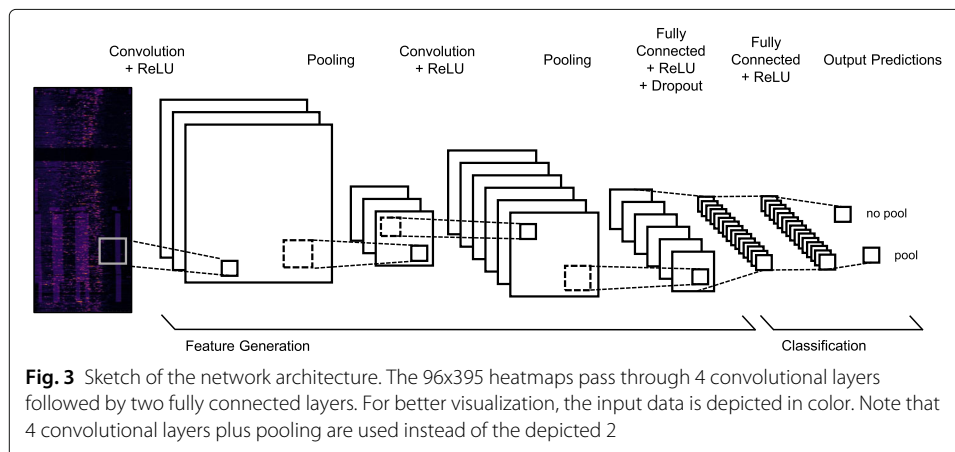 Convolution
+ ReLU
Pooling
Convolution
+ ReLU
Pooling
Fully
Connected
+ ReLU
+ Dropout
Fully
Connected
+ ReLU
Output Predictions
no pool
pool
Feature Generation
Classification
Fig. 3 Sketch of the network architecture. The 96x395 heatmaps pass through 4 convolutional layers
followed by two fully connected layers. For better visualization, the input data is depicted in color. Note that
4 convolutional layers plus pooling are used instead of the depicted 2